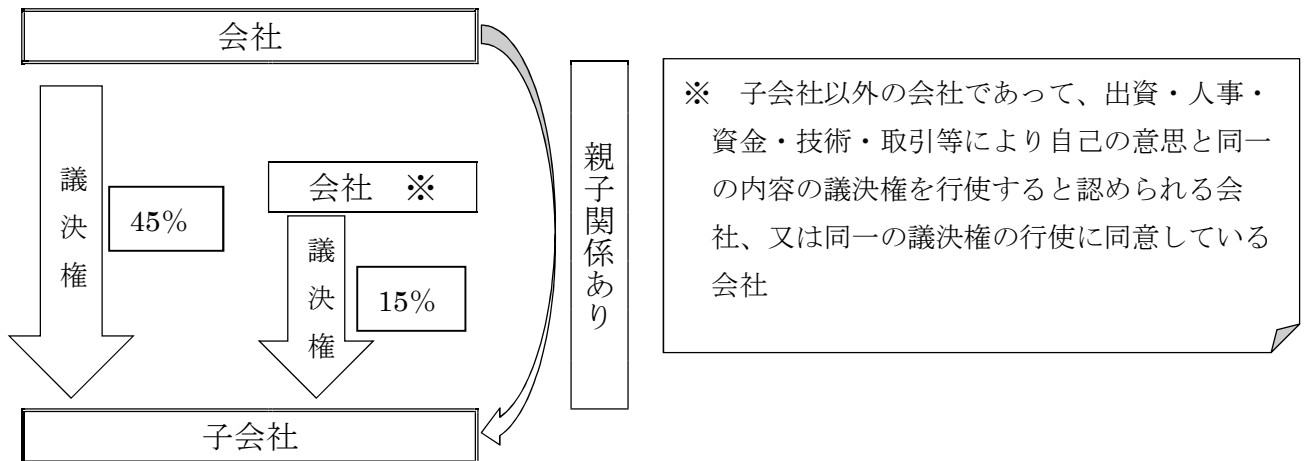 会社
議決権
45%
会社 ※
議決権
15%
親子関係あり
子会社
※ 子会社以外の会社であって、出資・人事・
資金・技術・取引等により自己の意思と同一
の内容の議決権を行使すると認められる会
社、又は同一の議決権の行使に同意している
会社